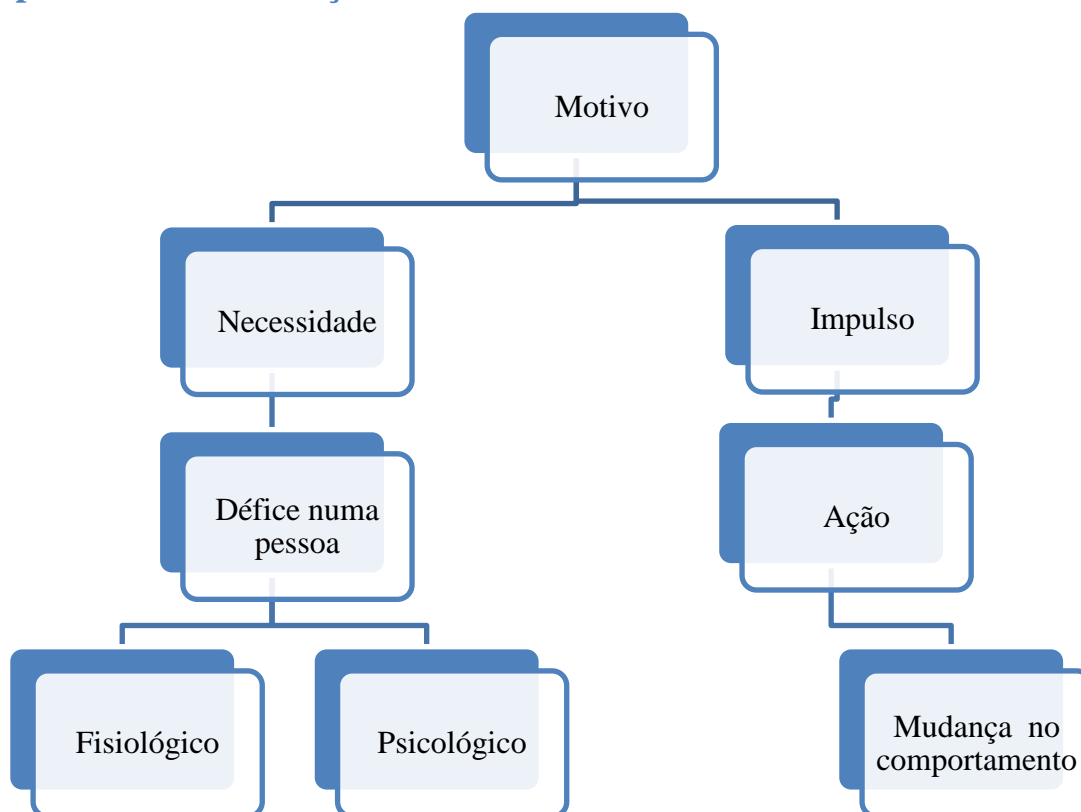 Motivo
Necessidade
Impulso
Défice numa
pessoa
Ação
Fisiológico
Psicológico
Mudança no
comportamento